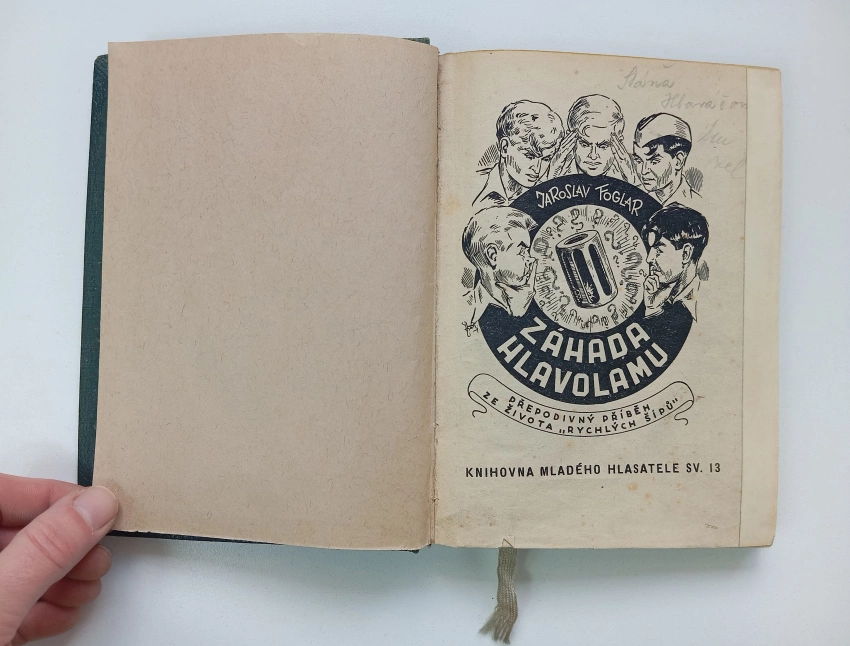 JAROSLAV FOGLAR
ZÁHADA
HLAVOLAMU
PŘEPODIVNÝ PŘÍBĚH
ZE ŽIVOTA „RYCHLÝCH ŠÍPŮ“
KNIHOVNA MLADÉHO HLASATELE SV. 13